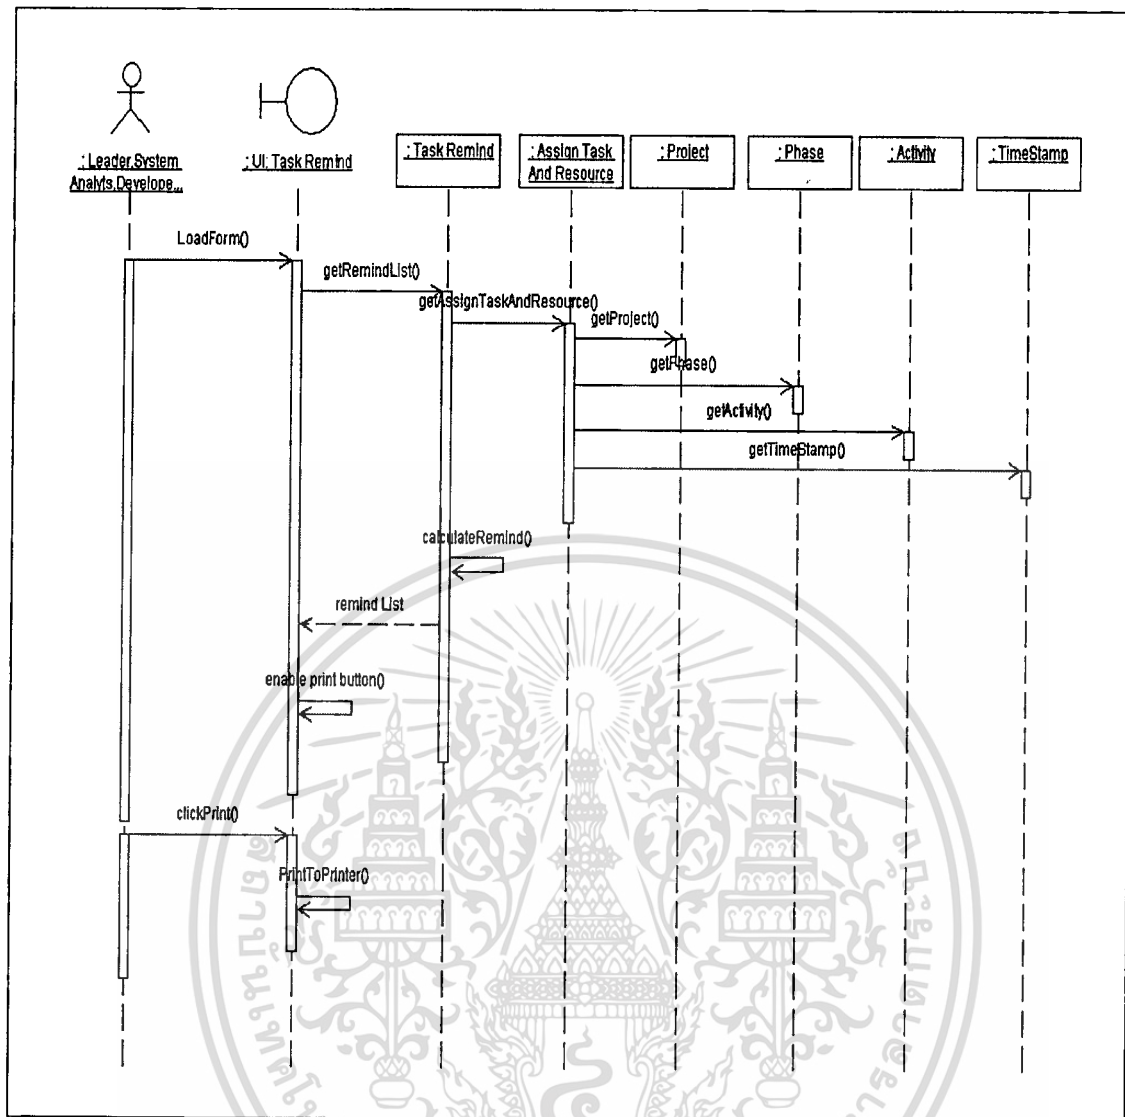 : Leader,System
Analyts,Develope...
: UI: Task Remind
: Task Remind
: Assign Task
And Resource
: Project
: Phase
: Activity
: TimeStamp
LoadForm()
getRemindList()
getAssignTaskAndResource()
getProject()
getPhase()
getActivity()
getTimeStamp()
calculateRemind()
remind List
enable print button()
clickPrint()
PrintToPrinter()